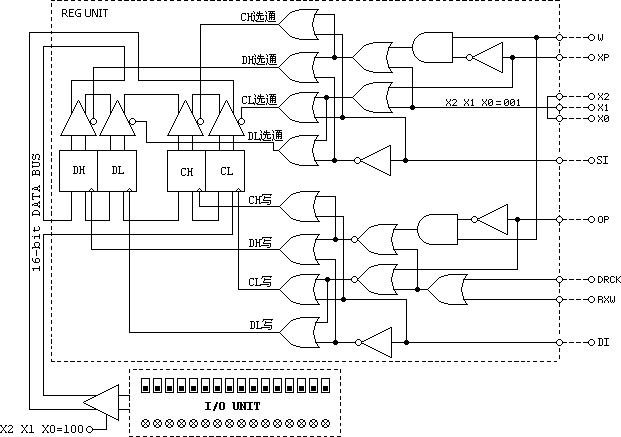 REG UNIT
CH选通
W
DH选通
XP
CL选通
X2
X2 X1 X0=001
X1
X0
DL选通
16-bit DATA BUS
SI
DH
DL
CH
CL
CH写
OP
DH写
CL写
DRCK
RXW
DL写
DI
I/O UNIT
X2 X1 X0=100